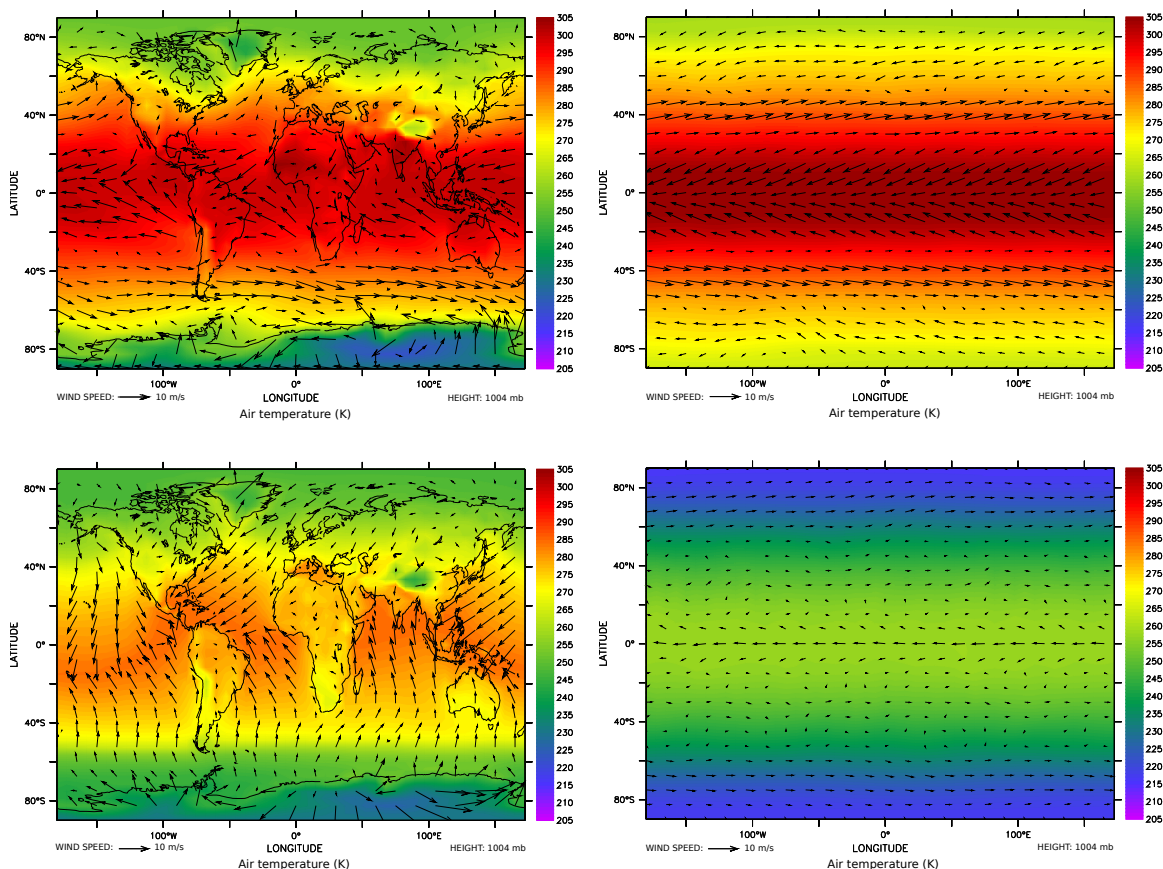 305
300
295
290
285
280
275
270
265
260
255
250
245
240
235
230
225
220
215
210
205
80°N
40°N
0°
40°S
80°S
LATITUDE
100°W 0° 100°E
WIND SPEED: 10 m/s LONGITUDE HEIGHT: 1004 mb
Air temperature (K)
305
300
295
290
285
280
275
270
265
260
255
250
245
240
235
230
225
220
215
210
205
80°N
40°N
0°
40°S
80°S
LATITUDE
100°W 0° 100°E
WIND SPEED: 10 m/s LONGITUDE HEIGHT: 1004 mb
Air temperature (K)
305
300
295
290
285
280
275
270
265
260
255
250
245
240
235
230
225
220
215
210
205
80°N
40°N
0°
40°S
80°S
LATITUDE
100°W 0° 100°E
WIND SPEED: 10 m/s LONGITUDE HEIGHT: 1004 mb
Air temperature (K)
305
300
295
290
285
280
275
270
265
260
255
250
245
240
235
230
225
220
215
210
205
80°N
40°N
0°
40°S
80°S
LATITUDE
100°W 0° 100°E
WIND SPEED: 10 m/s LONGITUDE HEIGHT: 1004 mb
Air temperature (K)